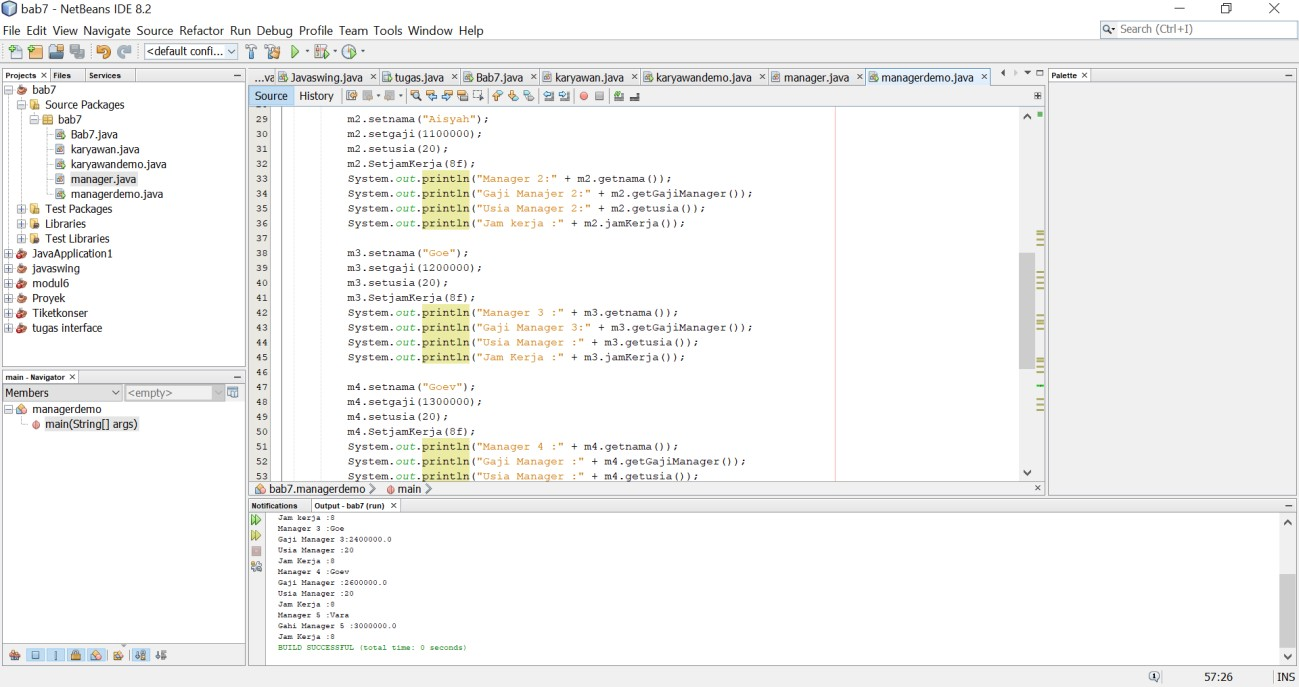 bab7 - NetBeans IDE 8.2
File Edit View Navigate Source Refactor Run Debug Profile Team Tools Window Help
Search (Ctrl+I)
<default confi...
Projects Files Services
bab7
Source Packages
bab7
Bab7.java
karyawan.java
karyawandemo.java
manager.java
managerdemo.java
Test Packages
Libraries
Test Libraries
JavaApplication1
javaswing
modul6
Proyek
Tiketkonser
tugas interface
main - Navigator
Members <empty>
managerdemo
main(String[] args)
...va Javaswing.java tugas.java Bab7.java karyawan.java karyawandemo.java manager.java managerdemo.java
Source History
29 m2.setnama("Aisyah");
30 m2.setgaji(1100000);
31 m2.setusia(20);
32 m2.SetjamKerja(8f);
33 System.out.println("Manager 2:" + m2.getnama());
34 System.out.println("Gaji Manajer 2:" + m2.getGajiManager());
35 System.out.println("Usia Manager 2:" + m2.getusia());
36 System.out.println("Jam kerja :" + m2.jamKerja());
37
38 m3.setnama("Goe");
39 m3.setgaji(1200000);
40 m3.setusia(20);
41 m3.SetjamKerja(8f);
42 System.out.println("Manager 3 :" + m3.getnama());
43 System.out.println("Gaji Manager 3:" + m3.getGajiManager());
44 System.out.println("Usia Manager :" + m3.getusia());
45 System.out.println("Jam Kerja :" + m3.jamKerja());
46
47 m4.setnama("Goev");
48 m4.setgaji(1300000);
49 m4.setusia(20);
50 m4.SetjamKerja(8f);
51 System.out.println("Manager 4 :" + m4.getnama());
52 System.out.println("Gaji Manager :" + m4.getGajiManager());
53 System.out.println("Usia Manager :" + m4.getusia());
bab7.managerdemo main
Palette
Notifications Output - bab7 (run)
Jam kerja :8
Manager 3 :Goe
Gaji Manager 3:2400000.0
Usia Manager :20
Jam Kerja :8
Manager 4 :Goev
Gaji Manager :2600000.0
Usia Manager :20
Jam Kerja :8
Manager 5 :Vara
Gahi Manager 5 :3000000.0
Jam Kerja :8
BUILD SUCCESSFUL (total time: 0 seconds)
57:26 INS